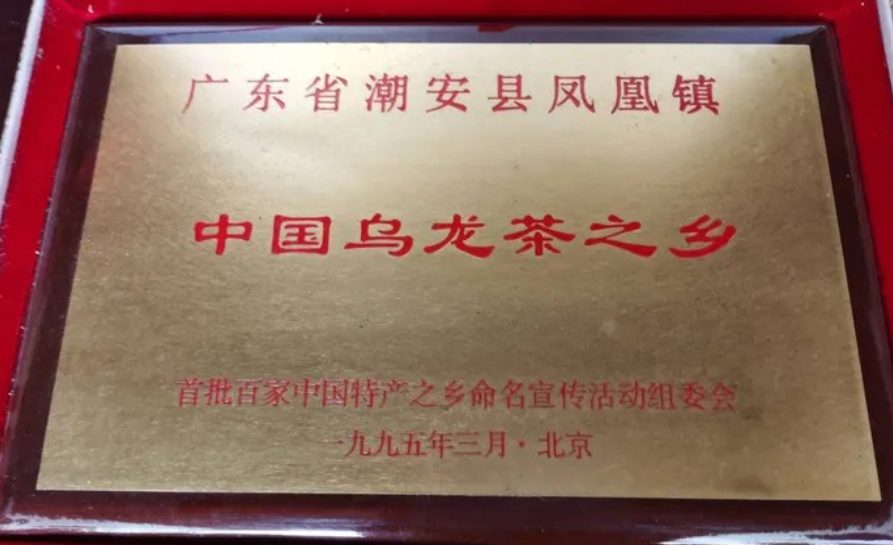 广东省潮安县凤凰镇
中国乌龙茶之乡
首批百家中国特产之乡命名宣传活动组委会
一九九五年三月·北京